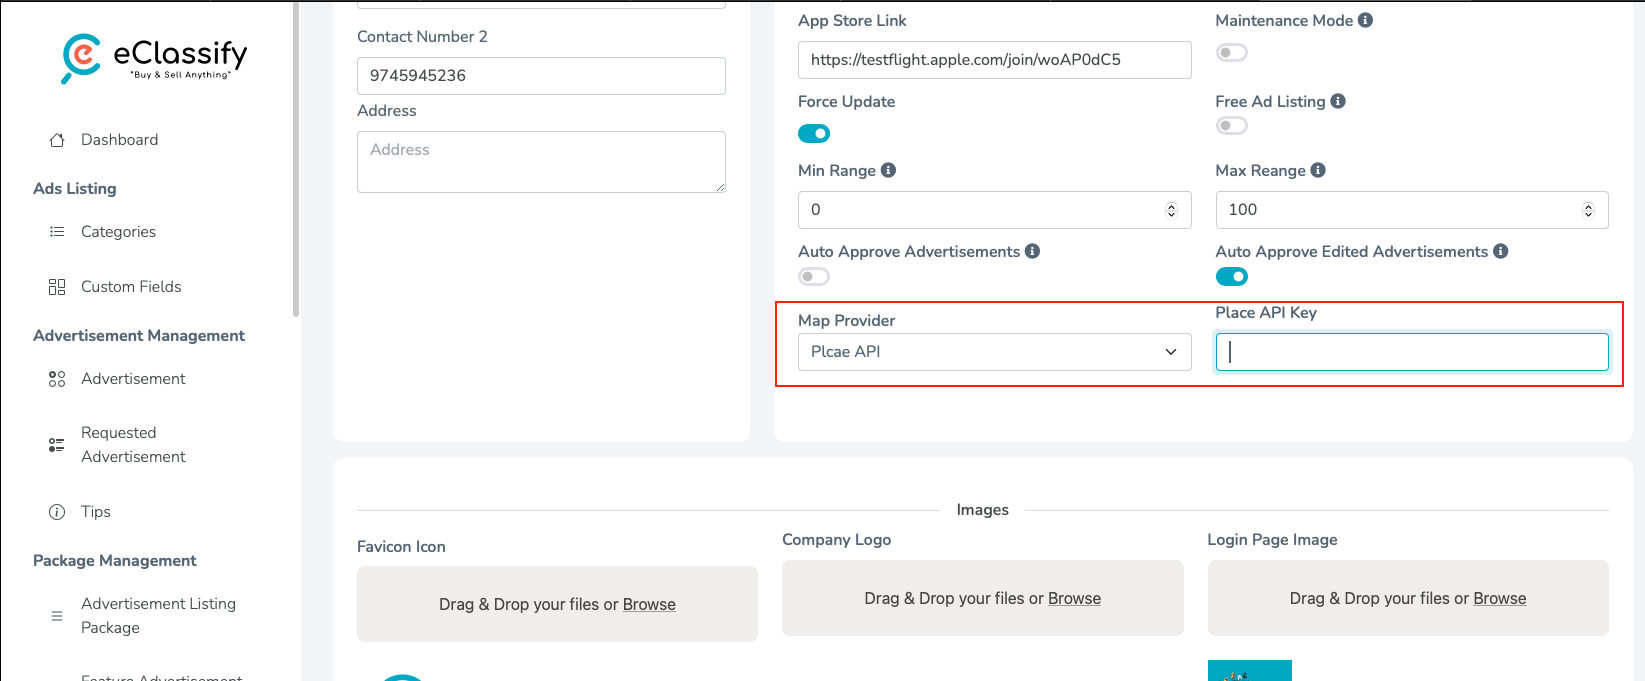 eClassify
"Buy & Sell Anything"
Dashboard
Ads Listing
Categories
Custom Fields
Advertisement Management
Advertisement
Requested
Advertisement
Tips
Package Management
Advertisement Listing
Package
Feature Advertisement
Contact Number 2
9745945236
Address
Address
App Store Link
https://testflight.apple.com/join/woAP0dC5
Maintenance Mode
Force Update
Free Ad Listing
Min Range
0
Max Reange
100
Auto Approve Advertisements
Auto Approve Edited Advertisements
Map Provider
Plcae API
Place API Key
Images
Favicon Icon
Drag & Drop your files or Browse
Company Logo
Drag & Drop your files or Browse
Login Page Image
Drag & Drop your files or Browse